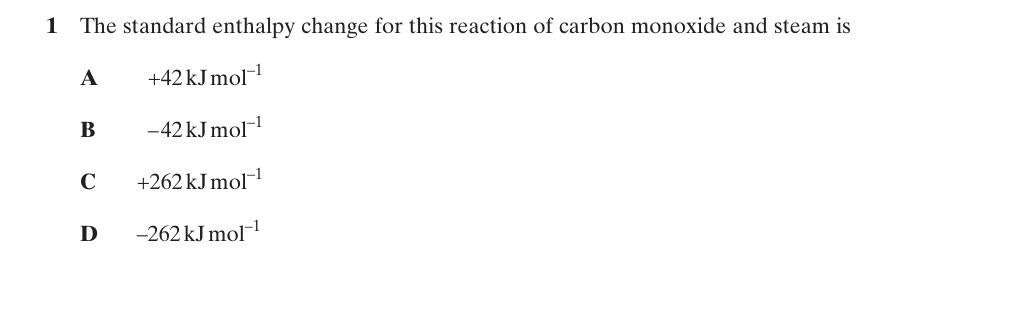 1 The standard enthalpy change for this reaction of carbon monoxide and steam is
A +42 kJ mol⁻¹
B –42 kJ mol⁻¹
C +262 kJ mol⁻¹
D –262 kJ mol⁻¹